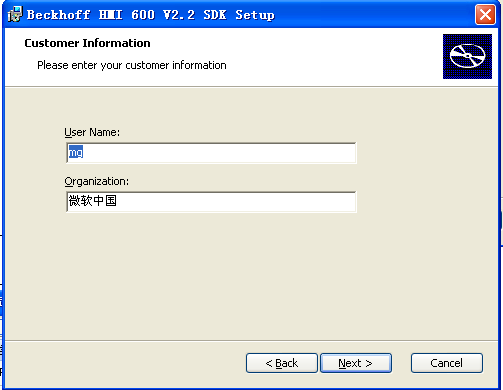 Beckhoff HMI 600 V2.2 SDK Setup
Customer Information
Please enter your customer information
User Name:
mg
Organization:
微软中国
< Back
Next >
Cancel